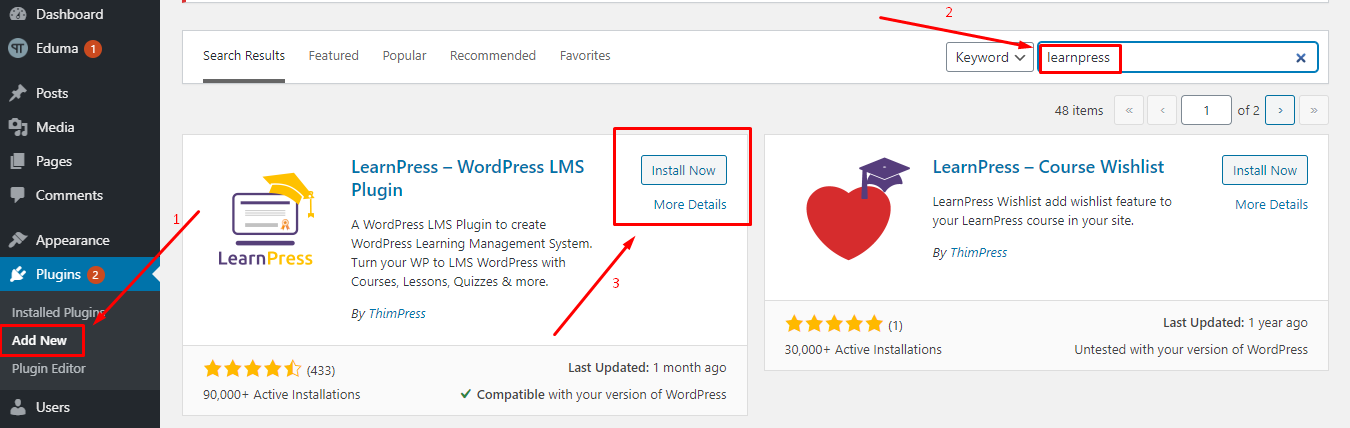 Dashboard
Eduma 1
Posts
Media
Pages
Comments
Appearance
Plugins 2
Installed Plugins
Add New
Plugin Editor
Users
1
2
Search Results Featured Popular Recommended Favorites Keyword learnpress
48 items « ‹ 1 of 2 › »
LearnPress
LearnPress – WordPress LMS
Plugin
Install Now
More Details
A WordPress LMS Plugin to create
WordPress Learning Management System.
Turn your WP to LMS WordPress with
Courses, Lessons, Quizzes & more.
By ThimPress
3
(433)
Last Updated: 1 month ago
90,000+ Active Installations
Compatible with your version of WordPress
LearnPress – Course Wishlist
Install Now
More Details
LearnPress Wishlist add wishlist feature to
your LearnPress course in your site.
By ThimPress
(1)
Last Updated: 1 year ago
30,000+ Active Installations
Untested with your version of WordPress